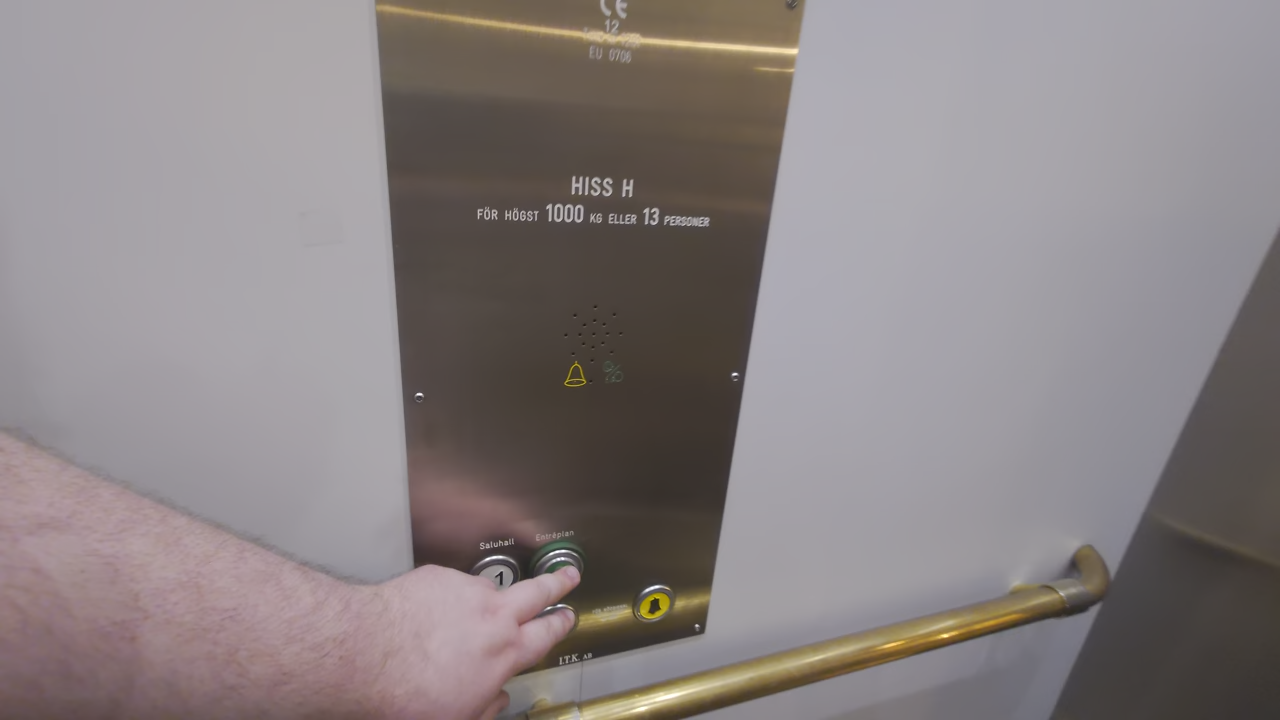 CE
12
EU 0706
HISS H
FÖR HÖGST 1000 KG ELLER 13 PERSONER
Saluhall
Entréplan
1
I.T.K. AB